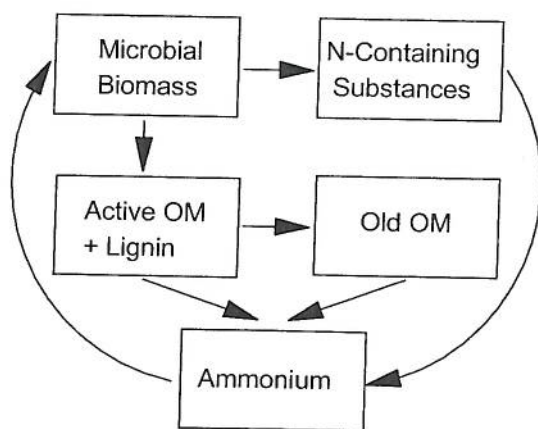 Microbial
Biomass
N-Containing
Substances
Active OM
+ Lignin
Old OM
Ammonium